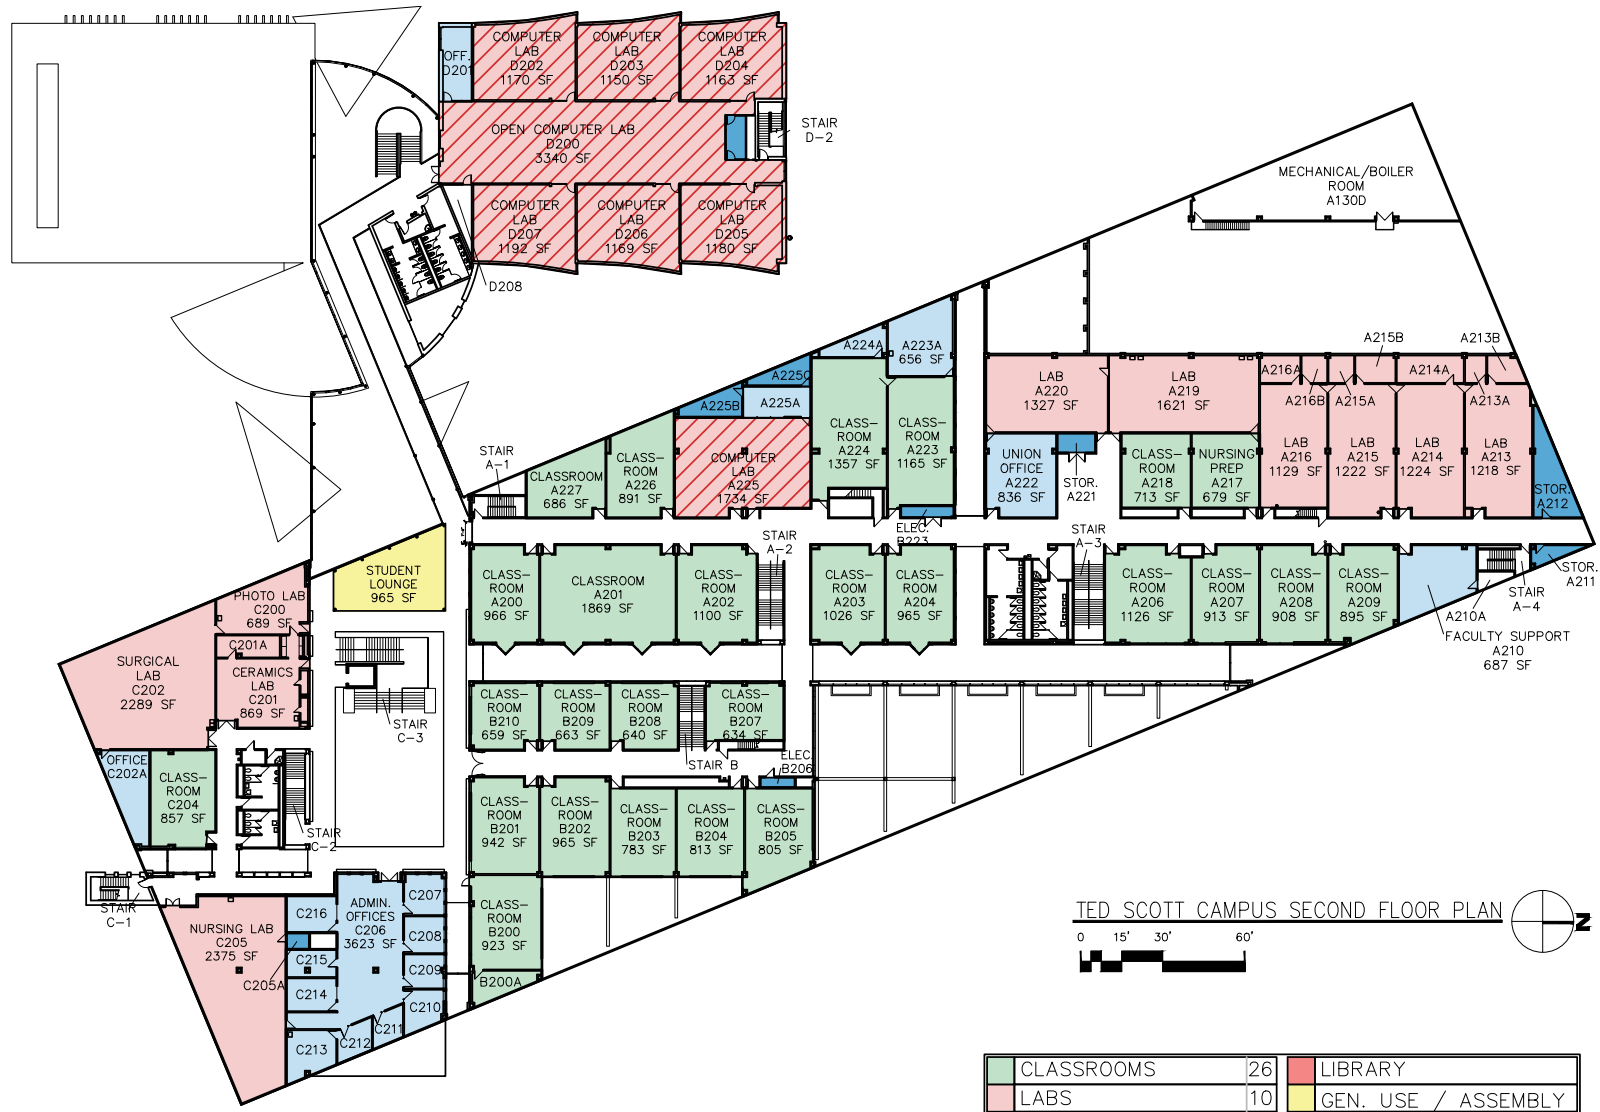 OFF.
D201
COMPUTER
LAB
D202
1170 SF
COMPUTER
LAB
D203
1150 SF
COMPUTER
LAB
D204
1163 SF
OPEN COMPUTER LAB
D200
3340 SF
STAIR
D-2
COMPUTER
LAB
D207
1192 SF
COMPUTER
LAB
D206
1169 SF
COMPUTER
LAB
D205
1180 SF
D208
MECHANICAL/BOILER
ROOM
A130D
A224A
A223A
656 SF
A225C
A225B
A225A
CLASS-
ROOM
A224
1357 SF
CLASS-
ROOM
A223
1165 SF
STAIR
A-1
CLASSROOM
A227
686 SF
CLASS-
ROOM
A226
891 SF
COMPUTER
LAB
A225
1734 SF
ELEC.
B223
LAB
A220
1327 SF
LAB
A219
1621 SF
A216A
A216B
A215A
A215B
A214A
A213B
A213A
UNION
OFFICE
A222
836 SF
STOR.
A221
CLASS-
ROOM
A218
713 SF
NURSING
PREP
A217
679 SF
LAB
A216
1129 SF
LAB
A215
1222 SF
LAB
A214
1224 SF
LAB
A213
1218 SF
STOR.
A212
STUDENT
LOUNGE
965 SF
CLASS-
ROOM
A200
966 SF
CLASSROOM
A201
1869 SF
CLASS-
ROOM
A202
1100 SF
STAIR
A-2
CLASS-
ROOM
A203
1026 SF
CLASS-
ROOM
A204
965 SF
STAIR
A-3
CLASS-
ROOM
A206
1126 SF
CLASS-
ROOM
A207
913 SF
CLASS-
ROOM
A208
908 SF
CLASS-
ROOM
A209
895 SF
A210A
STAIR
A-4
STOR.
A211
FACULTY SUPPORT
A210
687 SF
PHOTO LAB
C200
689 SF
C201A
SURGICAL
LAB
C202
2289 SF
CERAMICS
LAB
C201
869 SF
STAIR
C-3
OFFICE
C202A
CLASS-
ROOM
C204
857 SF
STAIR
C-2
STAIR
C-1
CLASS-
ROOM
B210
659 SF
CLASS-
ROOM
B209
663 SF
CLASS-
ROOM
B208
640 SF
CLASS-
ROOM
B207
634 SF
STAIR B
ELEC.
B206
CLASS-
ROOM
B201
942 SF
CLASS-
ROOM
B202
965 SF
CLASS-
ROOM
B203
783 SF
CLASS-
ROOM
B204
813 SF
CLASS-
ROOM
B205
805 SF
CLASS-
ROOM
B200
923 SF
B200A
NURSING LAB
C205
2375 SF
C205A
C216
C215
C214
C213
ADMIN.
OFFICES
C206
3623 SF
C207
C208
C209
C210
C211
C212
TED SCOTT CAMPUS SECOND FLOOR PLAN
0 15' 30' 60'
N
CLASSROOMS 26
LABS 10
LIBRARY
GEN. USE / ASSEMBLY